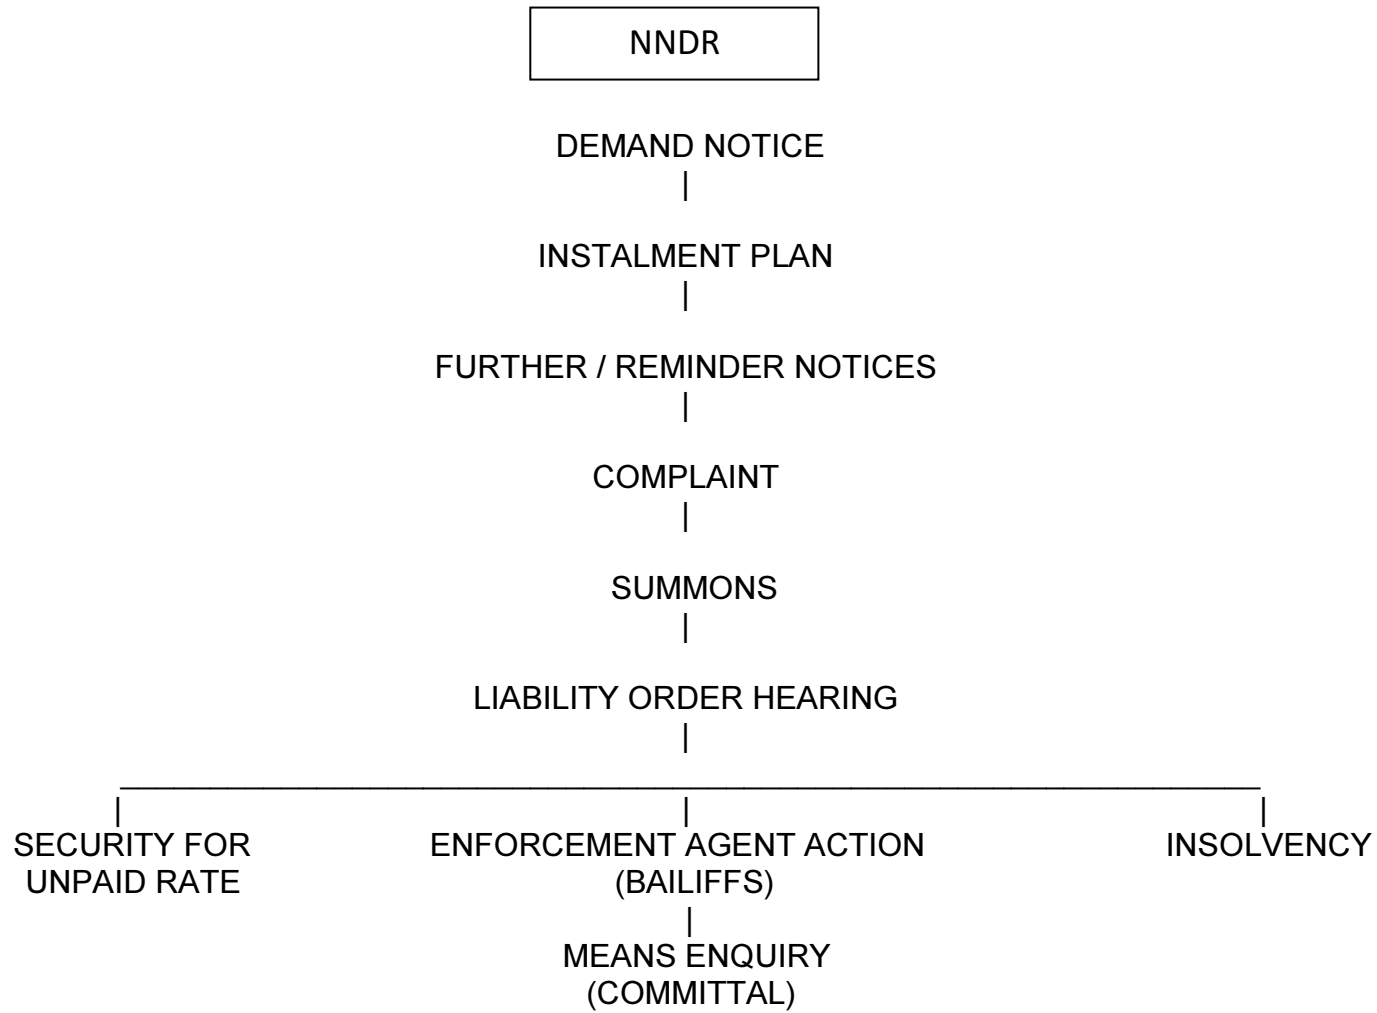 NNDR
DEMAND NOTICE
INSTALMENT PLAN
FURTHER / REMINDER NOTICES
COMPLAINT
SUMMONS
LIABILITY ORDER HEARING
SECURITY FOR
UNPAID RATE
ENFORCEMENT AGENT ACTION
(BAILIFFS)
INSOLVENCY
MEANS ENQUIRY
(COMMITTAL)